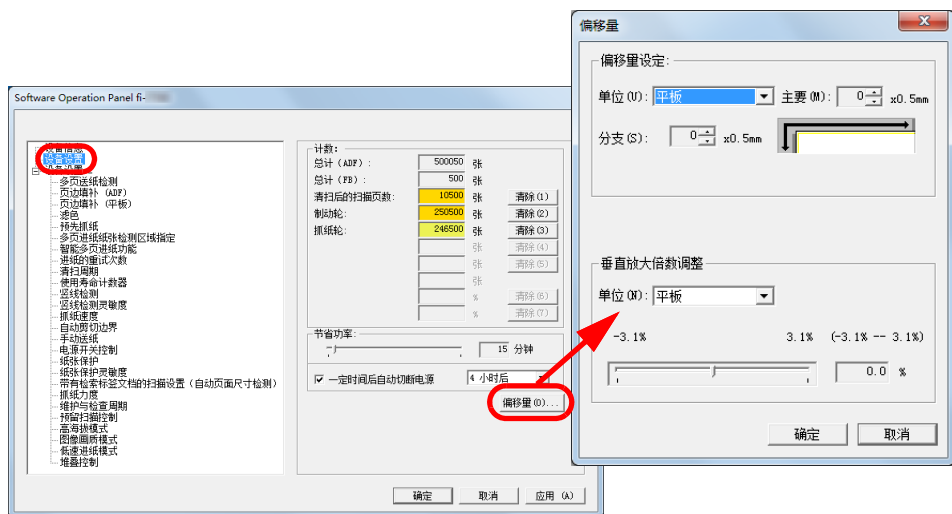 Software Operation Panel fi-
设备信息
设备设置
设备设置2
多页送纸检测
页边填补 (ADF)
页边填补 (平板)
滤色
预先抓纸
多页进纸纸张检测区域指定
智能多页进纸功能
进纸的重试次数
清扫周期
使用寿命计数器
竖线检测
竖线检测灵敏度
抓纸速度
自动剪切边界
手动送纸
电源开关控制
纸张保护
纸张保护灵敏度
带有检索标签文档的扫描设置(自动页面尺寸检测)
抓纸力度
维护与检查周期
预留扫描控制
高海拔模式
图像画质模式
低速进纸模式
堆叠控制
计数:
总计 (ADF) : 500050 张
总计 (FB) : 500 张
清扫后的扫描页数: 10500 张 清除(1)
制动轮: 250500 张 清除(2)
抓纸轮: 246500 张 清除(3)
张 清除(4)
张 清除(5)
张
% 清除(6)
% 清除(7)
节省功率:
15 分钟
一定时间后自动切断电源 4 小时后
偏移量(O)...
确定 取消 应用 (A)
偏移量
偏移量设定:
单位(U): 平板 主要(M): 0 x0.5mm
分支(S): 0 x0.5mm
垂直放大倍数调整
单位(N): 平板
-3.1% 3.1% (-3.1% -- 3.1%)
0.0 %
确定 取消